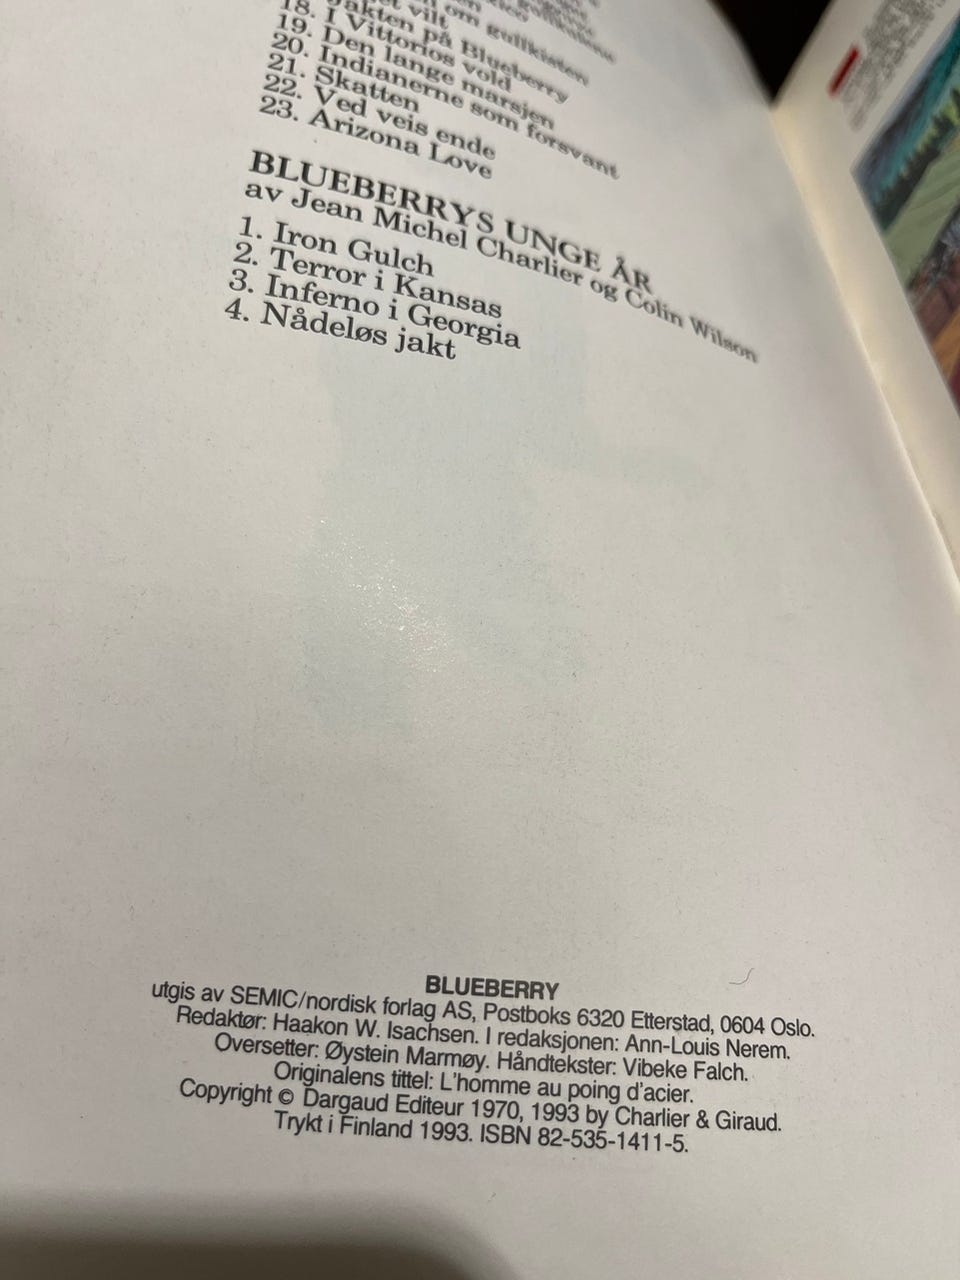 vilt
om gullkisten
18. Jakten på Blueberry
19. I Vittorios vold
20. Den lange marsjen
21. Indianerne som forsvant
22. Skatten
23. Ved veis ende
Arizona Love
BLUEBERRYS UNGE ÅR
av Jean Michel Charlier og Colin Wilson
1. Iron Gulch
2. Terror i Kansas
3. Inferno i Georgia
4. Nådeløs jakt
BLUEBERRY
utgis av SEMIC/nordisk forlag AS, Postboks 6320 Etterstad, 0604 Oslo.
Redaktør: Haakon W. Isachsen. I redaksjonen: Ann-Louis Nerem.
Oversetter: Øystein Marmøy. Håndtekster: Vibeke Falch.
Originalens tittel: L'homme au poing d'acier.
Copyright © Dargaud Editeur 1970, 1993 by Charlier & Giraud.
Trykt i Finland 1993. ISBN 82-535-1411-5.